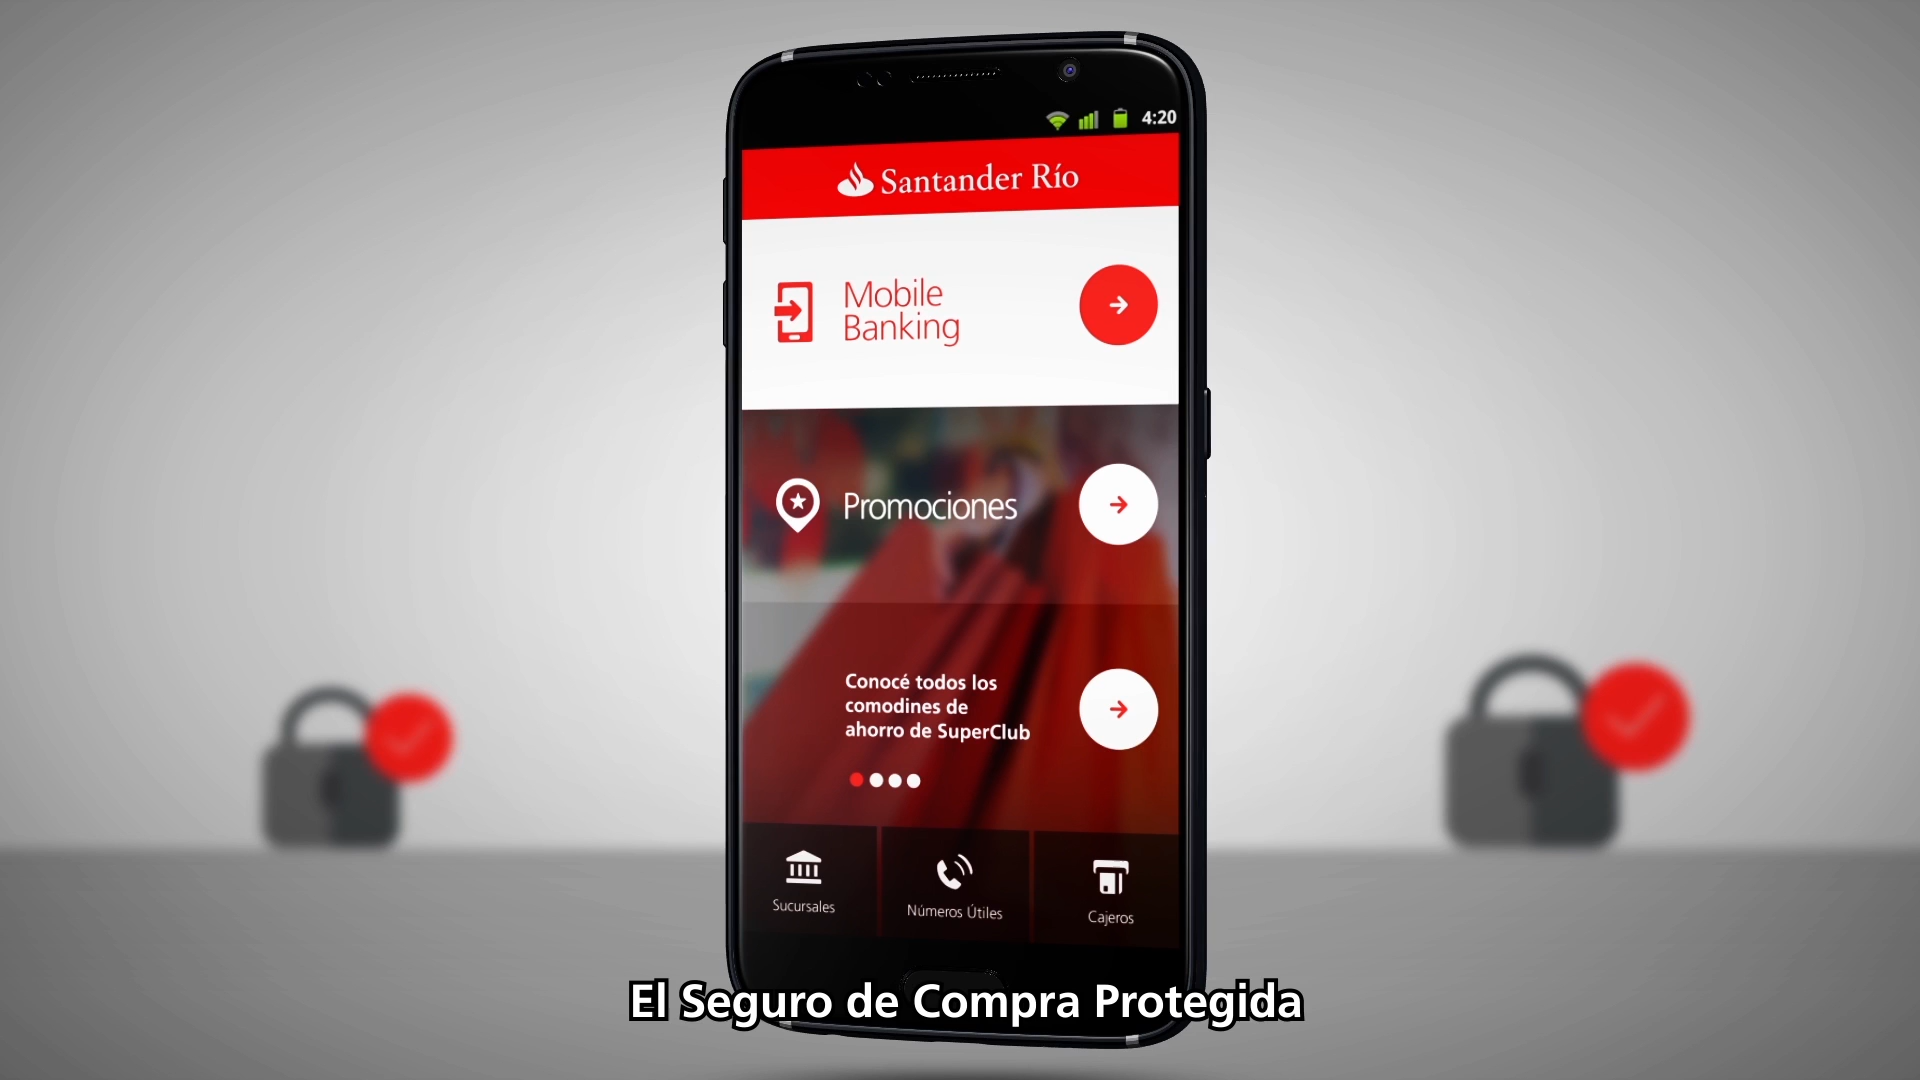 4:20
Santander Río
Mobile
Banking
Promociones
Conocé todos los
comodines de
ahorro de SuperClub
Sucursales
Números Útiles
Cajeros
El Seguro de Compra Protegida